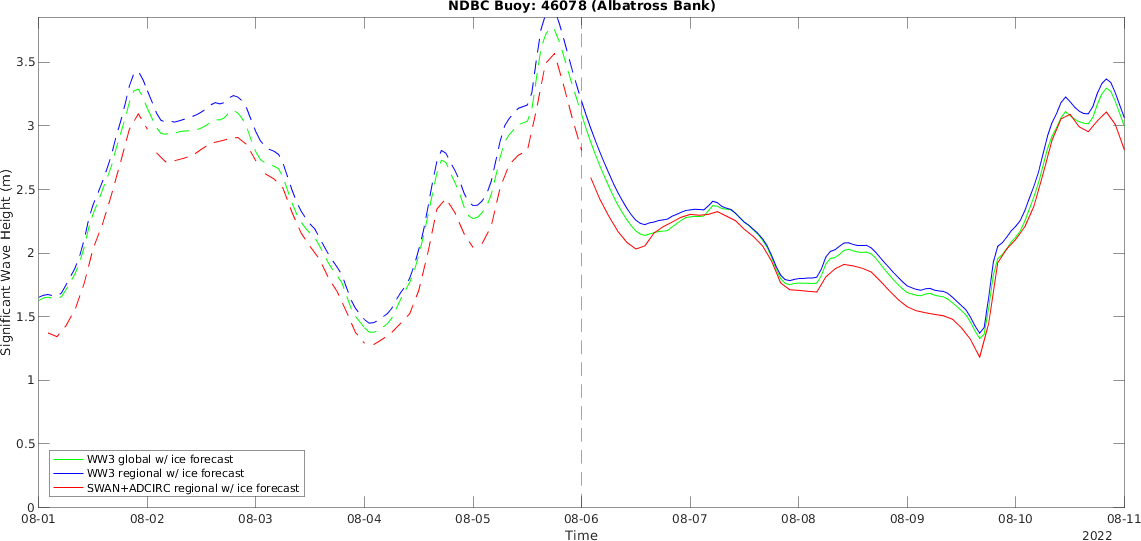 NDBC Buoy: 46078 (Albatross Bank)
Significant Wave Height (m)
3.5
3
2.5
2
1.5
1
0.5
0
WW3 global w/ ice forecast
WW3 regional w/ ice forecast
SWAN+ADCIRC regional w/ ice forecast
08-01 08-02 08-03 08-04 08-05 08-06 08-07 08-08 08-09 08-10 08-11
Time
2022